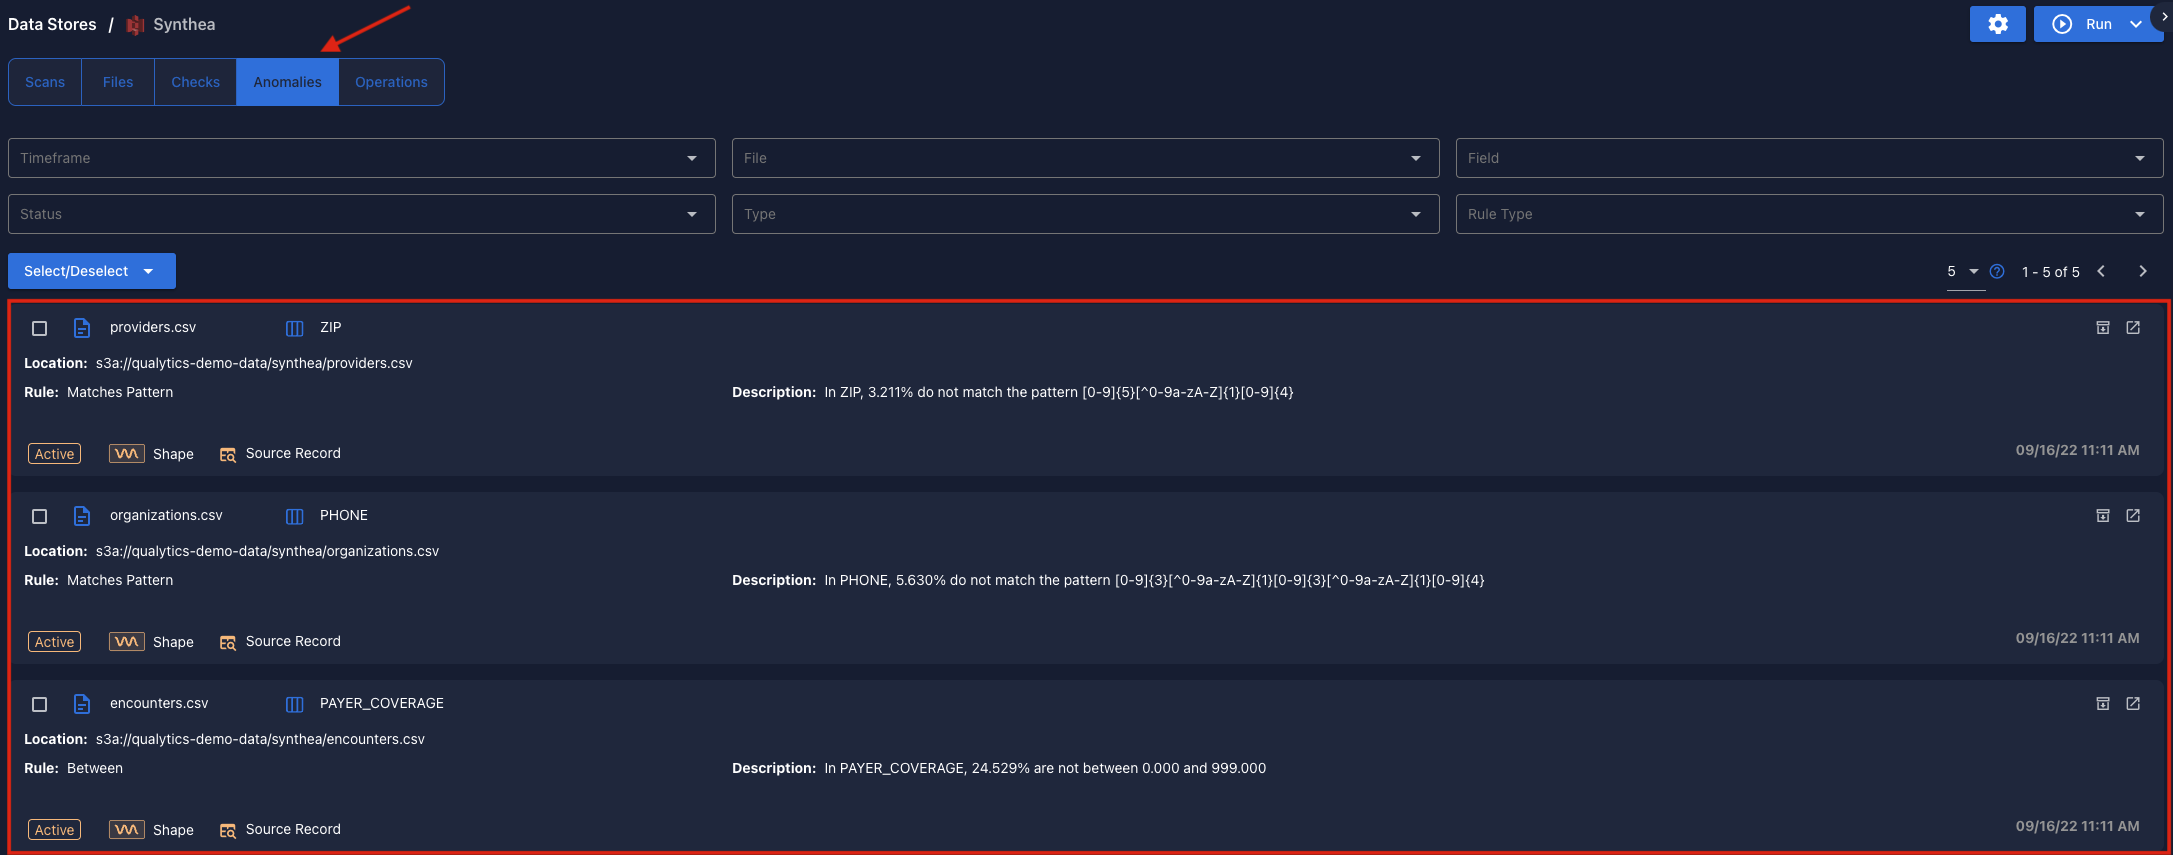 Data Stores / Synthea
Run
Scans Files Checks Anomalies Operations
Timeframe File Field
Status Type Rule Type
Select/Deselect 5 ? 1 - 5 of 5
providers.csv ZIP
Location: s3a://qualytics-demo-data/synthea/providers.csv
Rule: Matches Pattern Description: In ZIP, 3.211% do not match the pattern [0-9]{5}[^0-9a-zA-Z]{1}[0-9]{4}
Active Shape Source Record 09/16/22 11:11 AM
organizations.csv PHONE
Location: s3a://qualytics-demo-data/synthea/organizations.csv
Rule: Matches Pattern Description: In PHONE, 5.630% do not match the pattern [0-9]{3}[^0-9a-zA-Z]{1}[0-9]{3}[^0-9a-zA-Z]{1}[0-9]{4}
Active Shape Source Record 09/16/22 11:11 AM
encounters.csv PAYER_COVERAGE
Location: s3a://qualytics-demo-data/synthea/encounters.csv
Rule: Between Description: In PAYER_COVERAGE, 24.529% are not between 0.000 and 999.000
Active Shape Source Record 09/16/22 11:11 AM